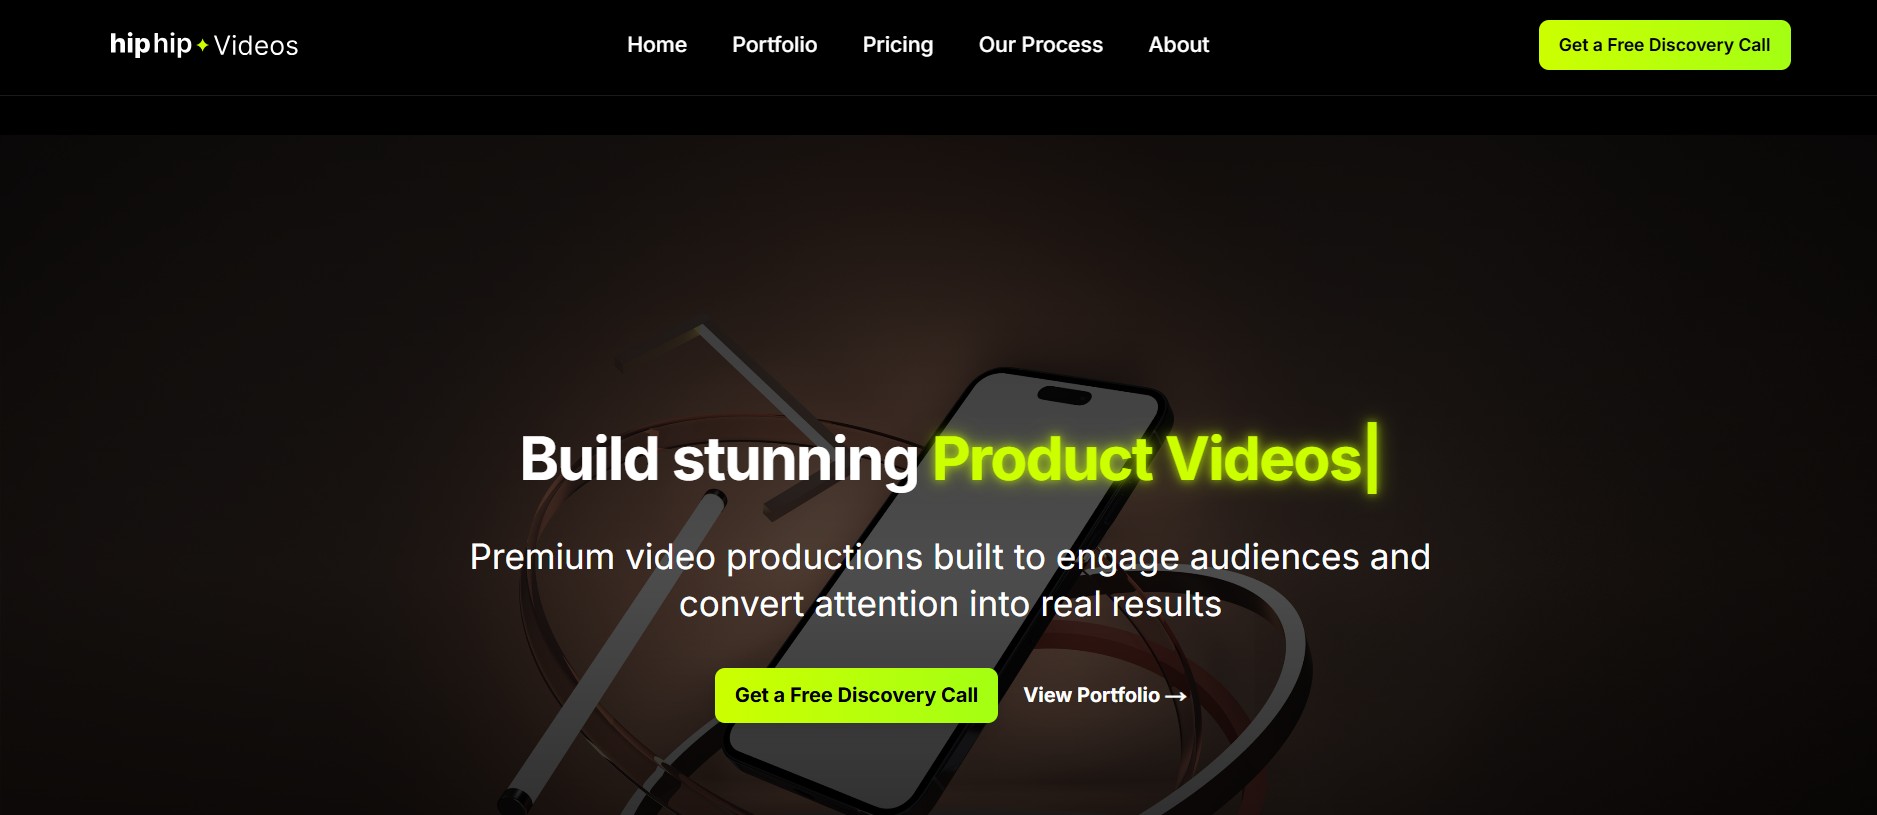 hiphip✦Videos
Home Portfolio Pricing Our Process About
Get a Free Discovery Call
Build stunning Product Videos|
Premium video productions built to engage audiences and
convert attention into real results
Get a Free Discovery Call
View Portfolio →